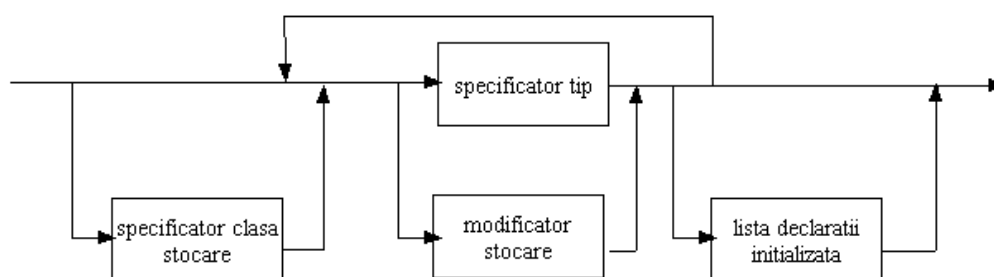 specificator tip
specificator clasa
stocare
modificator
stocare
lista declaratii
initializata